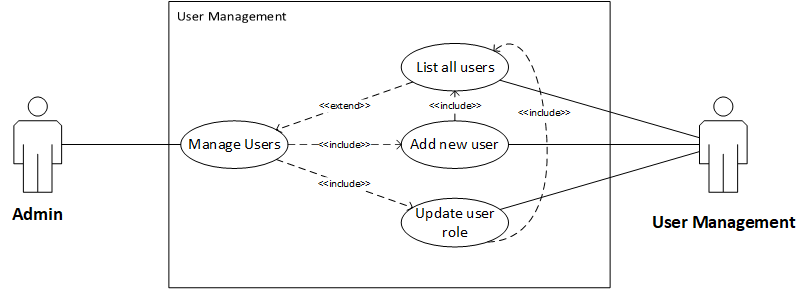 User Management
List all users
<<extend>>
<<include>>
<<include>>
Manage Users
<<include>>
Add new user
<<include>>
Update user
role
Admin
User Management